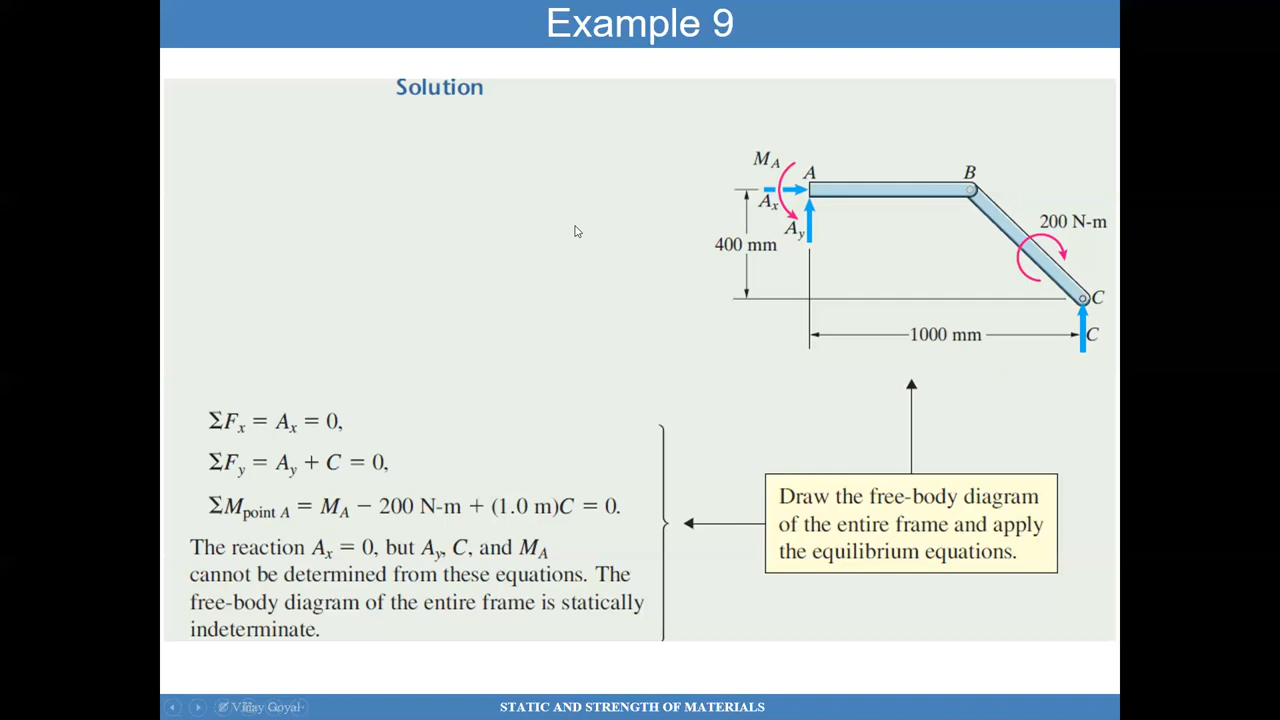 Example 9
Solution
M_A
A
B
A_x
A_y
200 N-m
400 mm
C
1000 mm
C
ΣF_x = A_x = 0,
ΣF_y = A_y + C = 0,
ΣM_point A = M_A − 200 N-m + (1.0 m)C = 0.
The reaction A_x = 0, but A_y, C, and M_A
cannot be determined from these equations. The
free-body diagram of the entire frame is statically
indeterminate.
Draw the free-body diagram
of the entire frame and apply
the equilibrium equations.
Vijay Goyal
STATIC AND STRENGTH OF MATERIALS